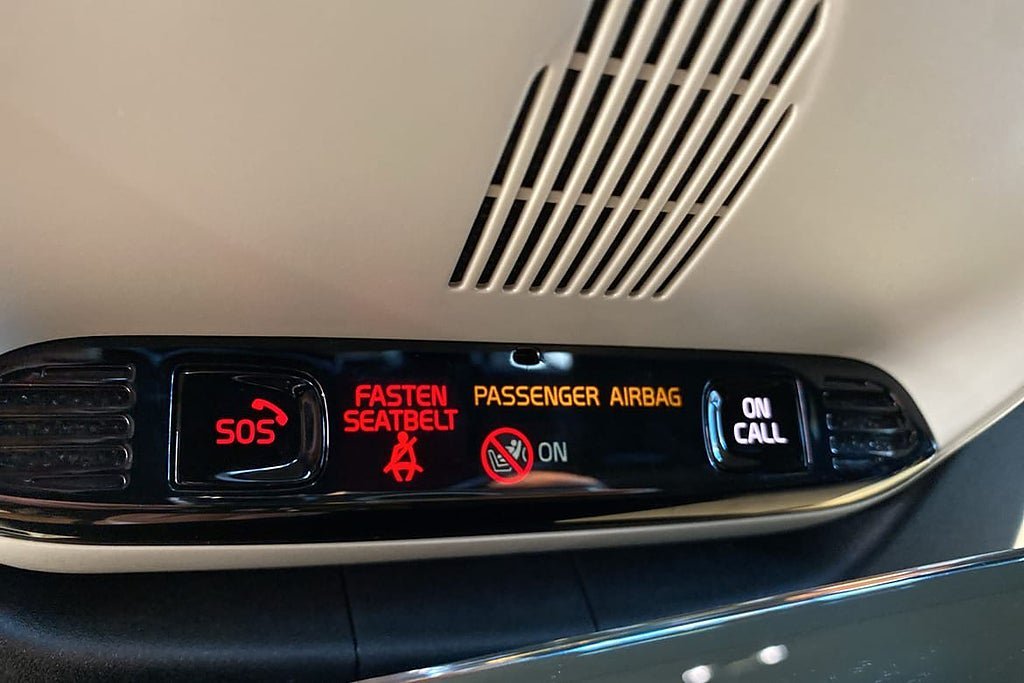 SOS
FASTEN
SEATBELT
PASSENGER AIRBAG
ON
ON
CALL